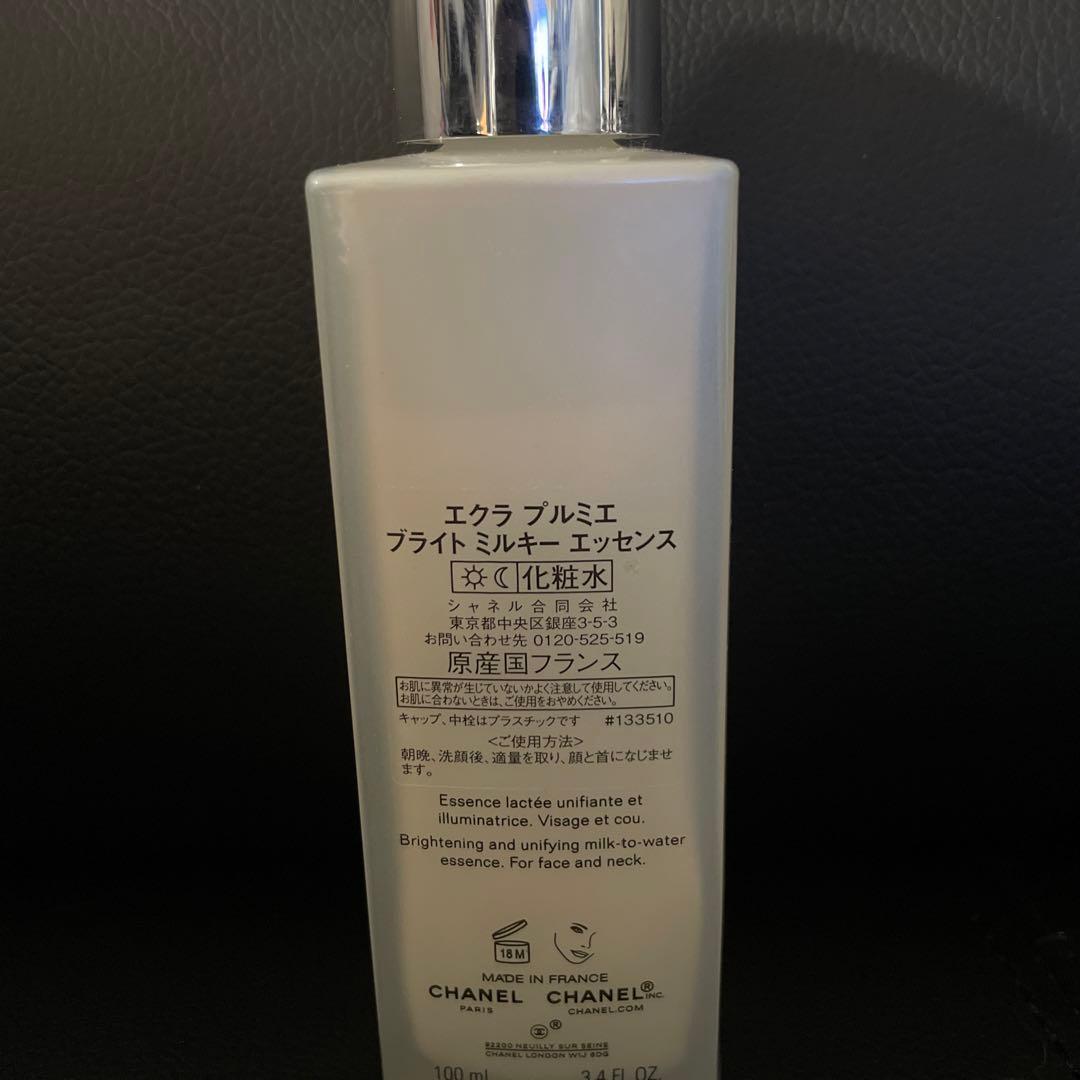 エクラ プルミエ
ブライト ミルキー エッセンス
化粧水
シャネル合同会社
東京都中央区銀座3-5-3
お問い合わせ先 0120-525-519
原産国フランス
お肌に異常が生じていないかよく注意して使用してください。
お肌に合わないときは、ご使用をおやめください。
キャップ、中栓はプラスチックです #133510
<ご使用方法>
朝晩、洗顔後、適量を取り、顔と首になじませ
ます。
Essence lactée unifiante et
illuminatrice. Visage et cou.
Brightening and unifying milk-to-water
essence. For face and neck.
18M
MADE IN FRANCE
CHANEL CHANEL® INC.
PARIS CHANEL.COM
®
92200 NEUILLY SUR SEINE
CHANEL LONDON W1J 6DG
100 ml 3.4 FL. OZ.